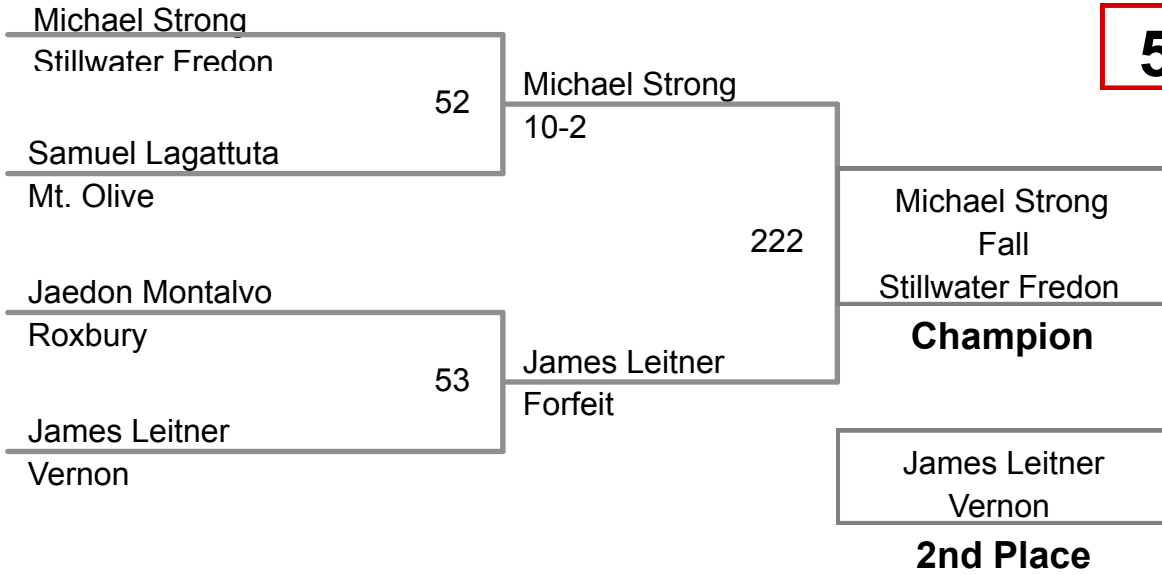 Michael Strong
Stillwater Fredon
5
52
Michael Strong
10-2
Samuel Lagattuta
Mt. Olive
Michael Strong
Fall
Stillwater Fredon
Champion
222
Jaedon Montalvo
Roxbury
53
James Leitner
Forfeit
James Leitner
Vernon
James Leitner
Vernon
2nd Place